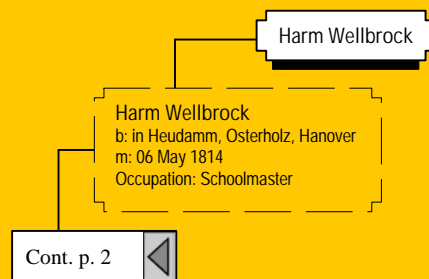 Harm Wellbrock
Harm Wellbrock
b: in Heudamm, Osterholz, Hanover
m: 06 May 1814
Occupation: Schoolmaster
Cont. p. 2